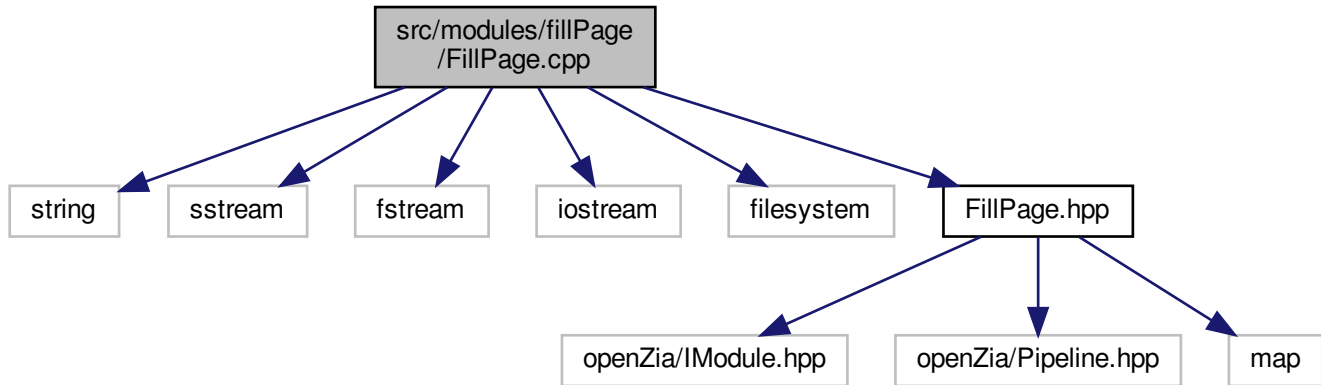 src/modules/fillPage
/FillPage.cpp
string
sstream
fstream
iostream
filesystem
FillPage.hpp
openZia/IModule.hpp
openZia/Pipeline.hpp
map